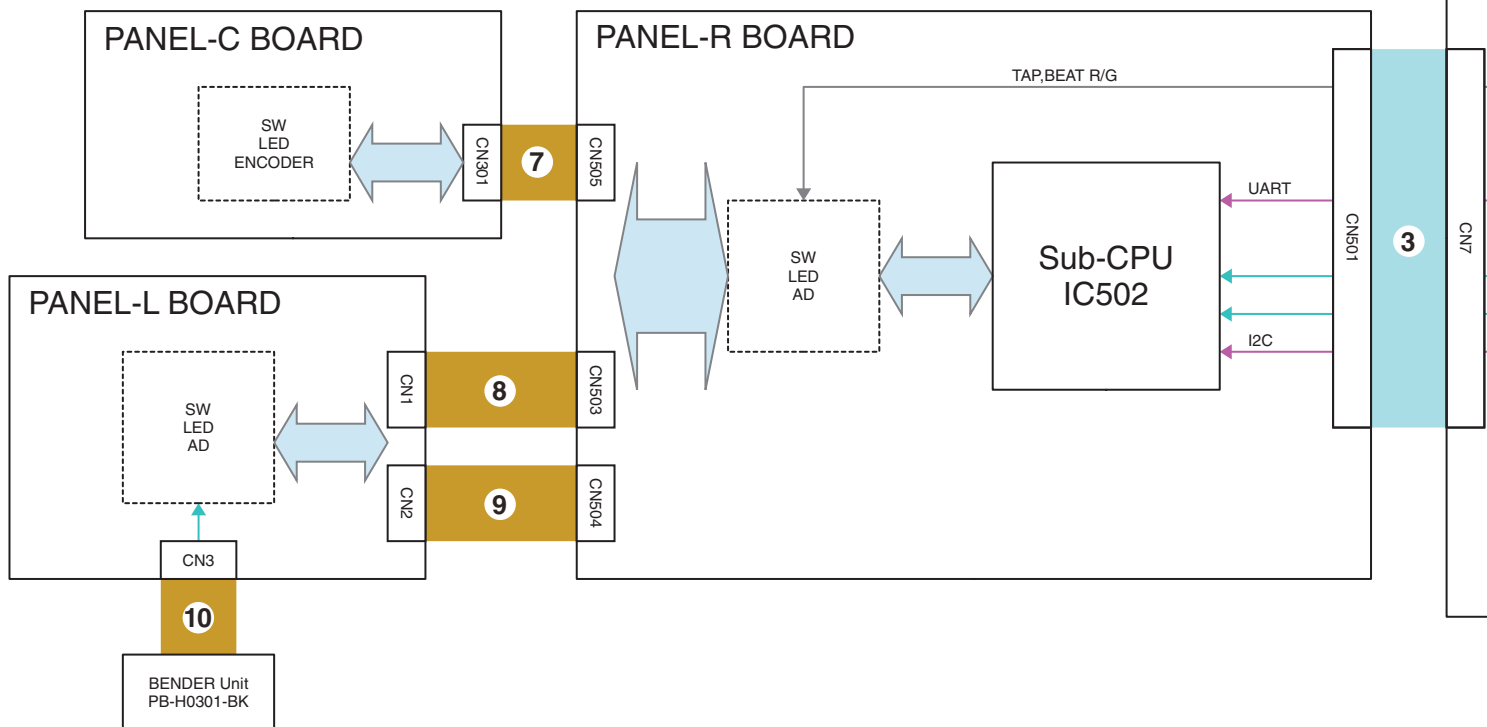 PANEL-C BOARD
SW
LED
ENCODER
CN301
7
CN505
PANEL-R BOARD
TAP,BEAT R/G
SW
LED
AD
Sub-CPU
IC502
UART
I2C
CN501
3
CN7
PANEL-L BOARD
SW
LED
AD
CN1
8
CN503
CN2
9
CN504
CN3
10
BENDER Unit
PB-H0301-BK